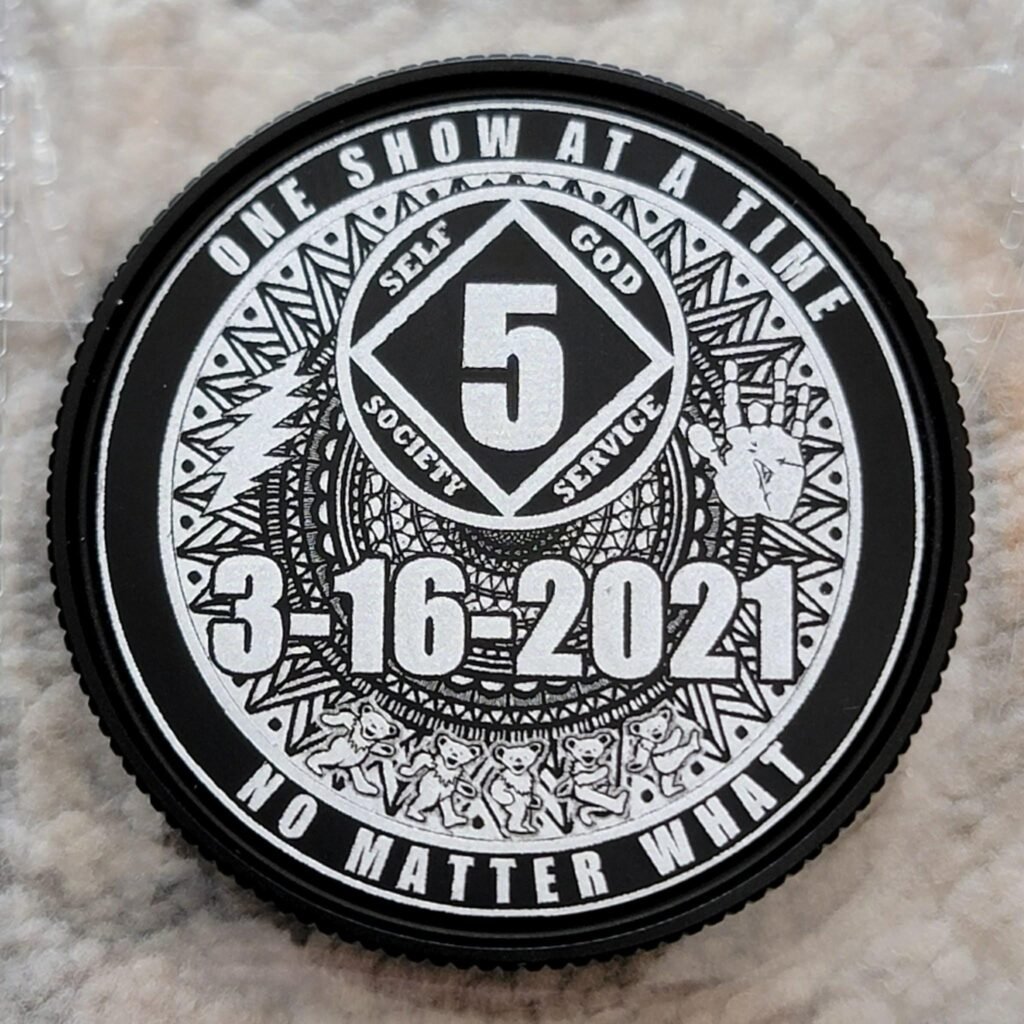 ONE SHOW AT A TIME
SELF
GOD
5
SOCIETY
SERVICE
3-16-2021
NO MATTER WHAT